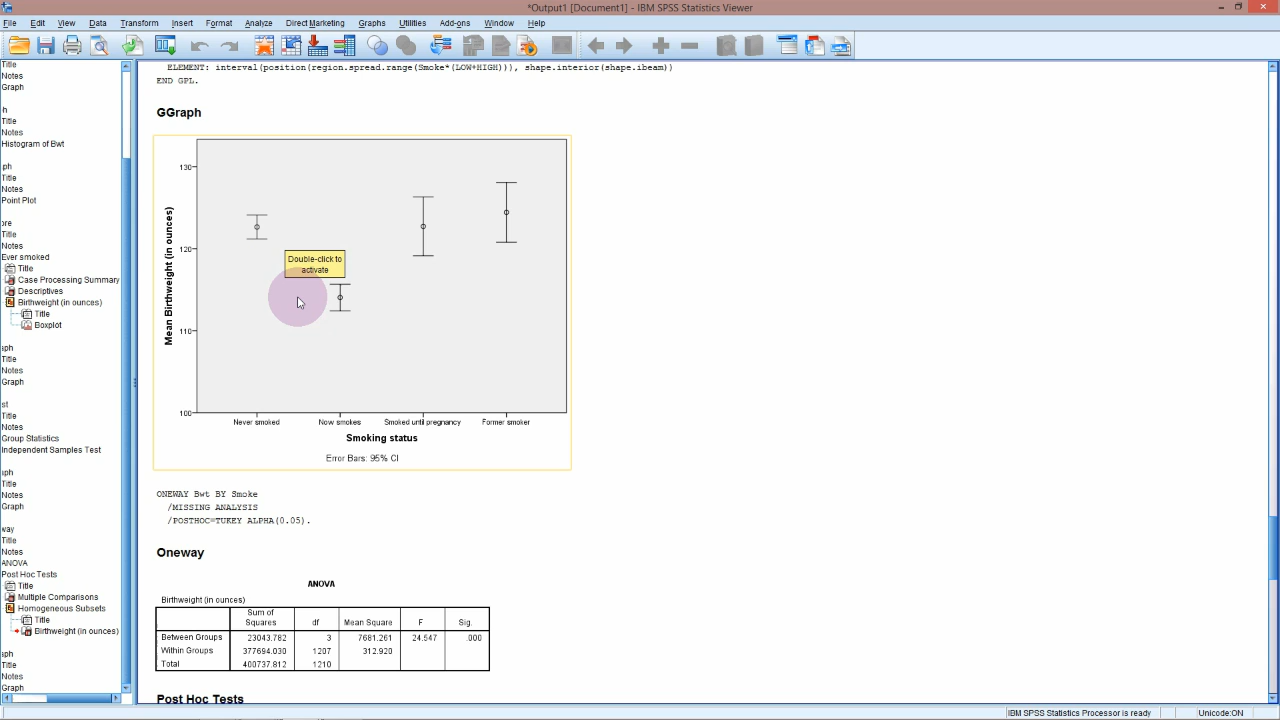 *Output1 [Document1] - IBM SPSS Statistics Viewer
File Edit View Data Transform Insert Format Analyze Direct Marketing Graphs Utilities Add-ons Window Help
Title
Notes
Graph
h
Title
Notes
Histogram of Bwt
ph
Title
Notes
Point Plot
ore
Title
Notes
Ever smoked
Title
Case Processing Summary
Descriptives
Birthweight (in ounces)
Title
Boxplot
aph
Title
Notes
Graph
st
Title
Notes
Group Statistics
Independent Samples Test
aph
Title
Notes
Graph
way
Title
Notes
ANOVA
Post Hoc Tests
Title
Multiple Comparisons
Homogeneous Subsets
Title
Birthweight (in ounces)
aph
Title
Notes
Graph
ELEMENT: interval(position(region.spread.range(Smoke*(LOW+HIGH))), shape.interior(shape.ibeam))
END GPL.
GGraph
Mean Birthweight (in ounces)
130
120
110
100
Double-click to
activate
Never smoked Now smokes Smoked until pregnancy Former smoker
Smoking status
Error Bars: 95% CI
ONEWAY Bwt BY Smoke
/MISSING ANALYSIS
/POSTHOC=TUKEY ALPHA(0.05).
Oneway
ANOVA
Birthweight (in ounces)
Sum of Squares df Mean Square F Sig.
Between Groups 23043.782 3 7681.261 24.547 .000
Within Groups 377694.030 1207 312.920
Total 400737.812 1210
Post Hoc Tests
IBM SPSS Statistics Processor is ready Unicode:ON